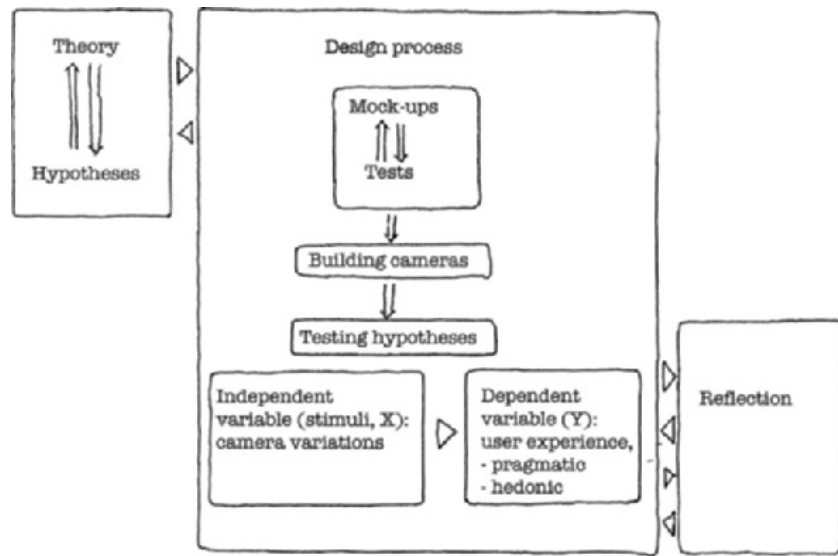 Theory
Hypotheses
Design process
Mock-ups
Tests
Building cameras
Testing hypotheses
Independent
variable (stimuli, X):
camera variations
Dependent
variable (Y):
user experience,
- pragmatic
- hedonic
Reflection